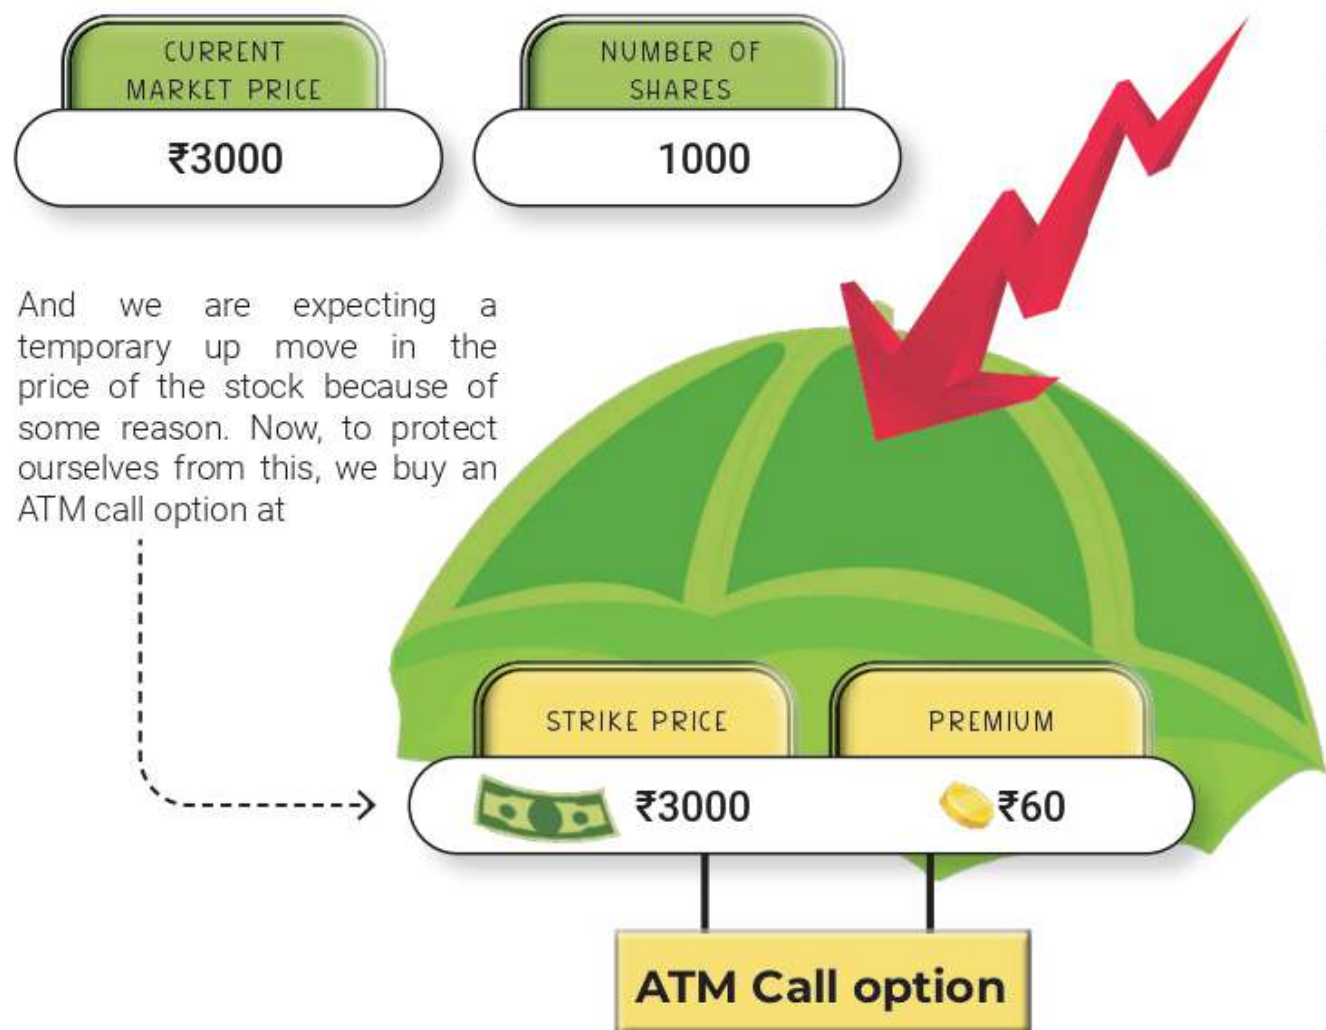 CURRENT
MARKET PRICE
₹3000
NUMBER OF
SHARES
1000
And we are expecting a
temporary up move in the
price of the stock because of
some reason. Now, to protect
ourselves from this, we buy an
ATM call option at
STRIKE PRICE
PREMIUM
₹3000
₹60
ATM Call option